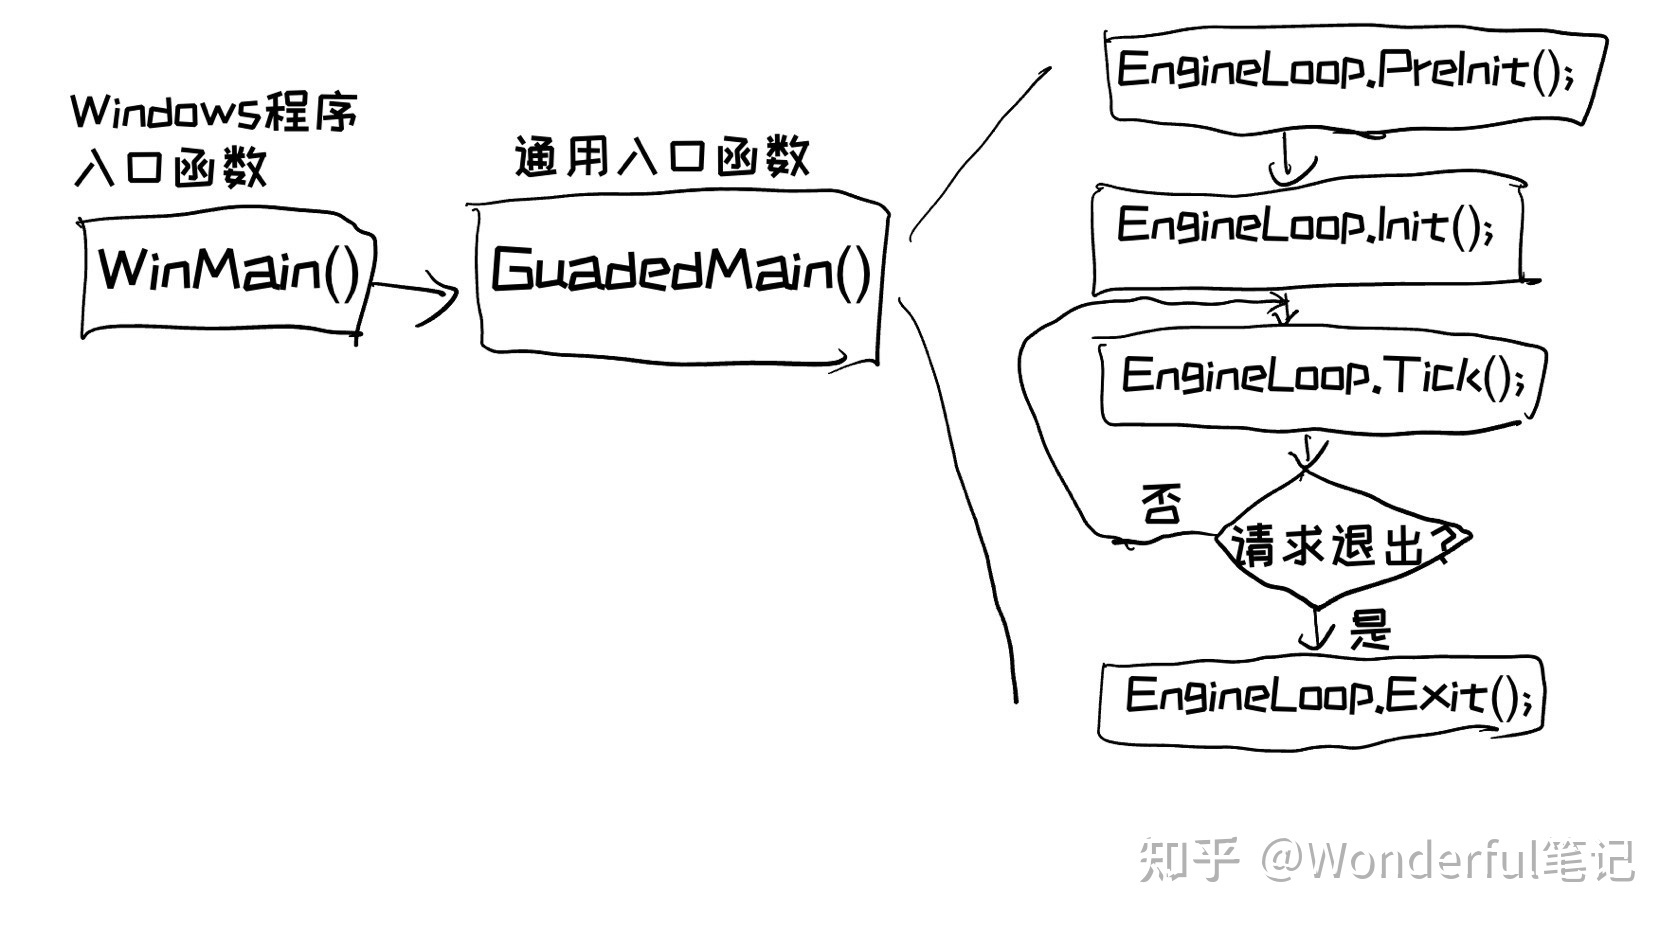 Windows程序
入口函数
WinMain()
通用入口函数
GuadedMain()
EngineLoop.PreInit();
EngineLoop.Init();
EngineLoop.Tick();
否
请求退出?
是
EngineLoop.Exit();
知乎 @Wonderful笔记